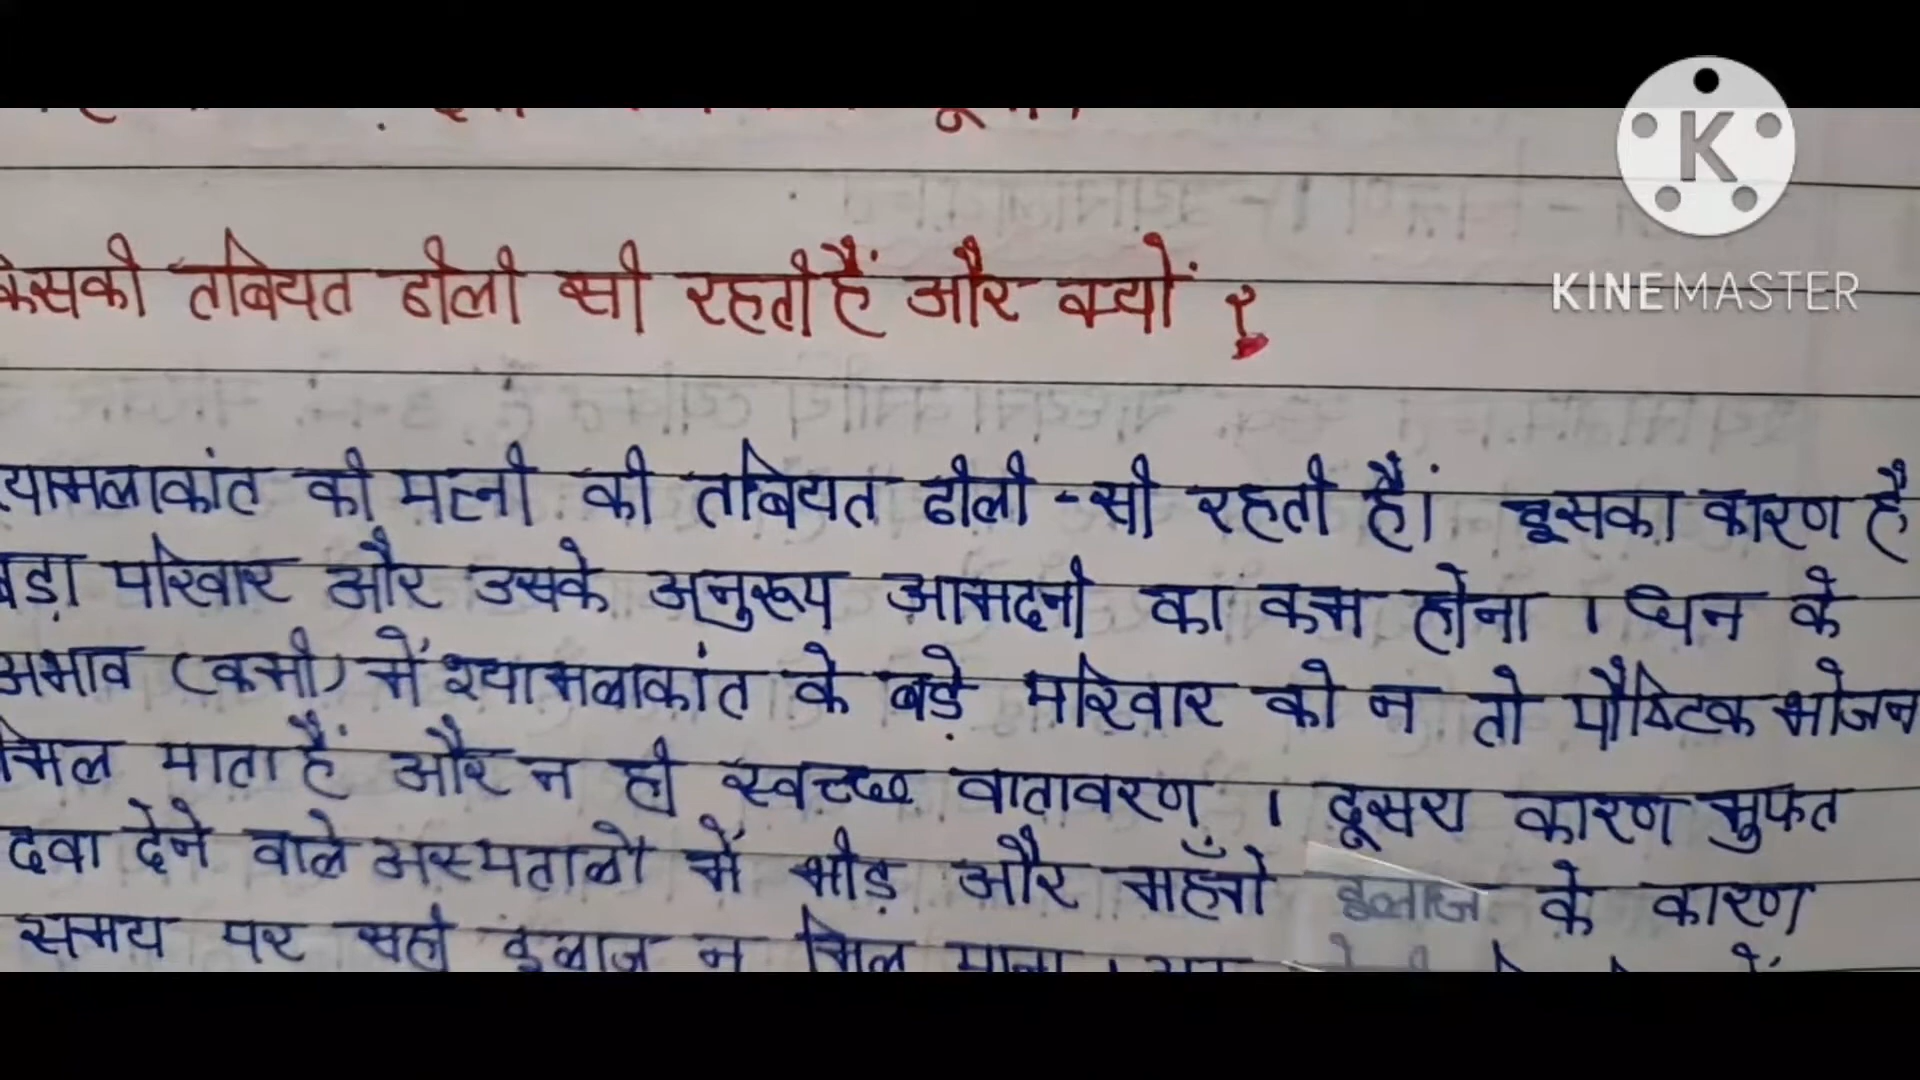 KINEMASTER
किसकी तबियत ढीली सी रहती हैं और क्यों ?
श्यामलाकांत की पत्नी की तबियत ढीली-सी रहती हैं। इसका कारण है,
बड़ा परिवार और उसके अनुरूप आमदनी का कम होना । धन के
अभाव (कमी) में श्यामलाकांत के बड़े परिवार को न तो पौष्टिक भोजन
मिल पाता हैं और न ही स्वच्छ वातावरण । दूसरा कारण मुफत
दवा देने वाले अस्पतालों में भीड़ और महँगे इलाज के कारण
समय पर सही इलाज न मिल पाना ।